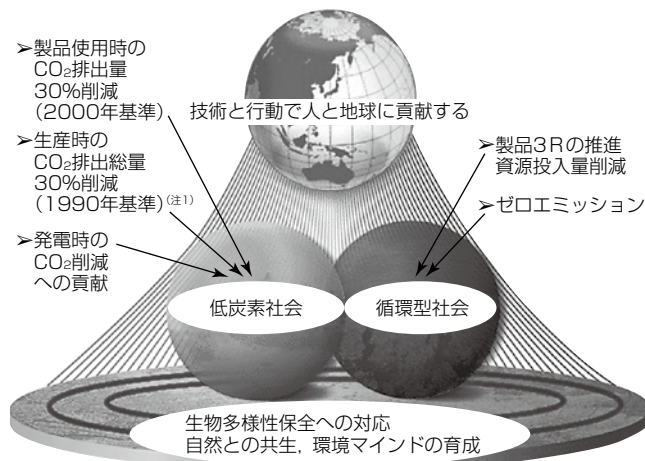 ➢製品使用時の
CO₂排出量
30%削減
（2000年基準）
技術と行動で人と地球に貢献する
➢生産時の
CO₂排出総量
30%削減
（1990年基準）(注1)
➢発電時の
CO₂削減
への貢献
➢製品3Rの推進
資源投入量削減
➢ゼロエミッション
低炭素社会
循環型社会
生物多様性保全への対応
自然との共生，環境マインドの育成